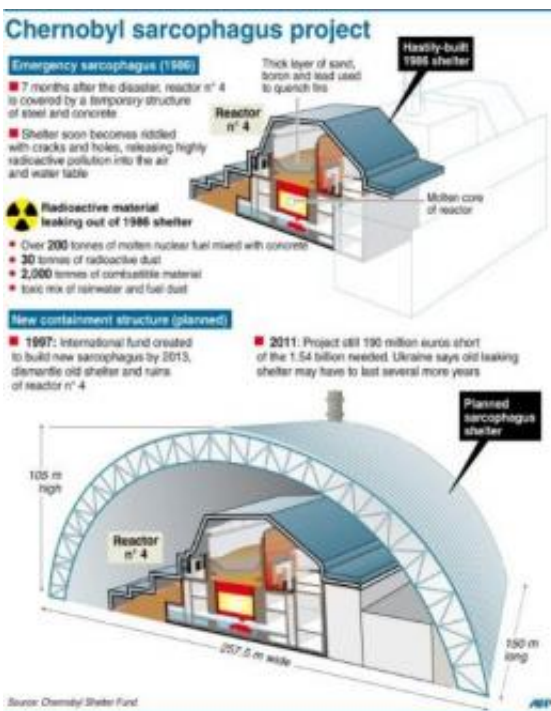 Chernobyl sarcophagus project
Emergency sarcophagus (1986)
■ 7 months after the disaster, reactor n° 4
is covered by a temporary structure
of steel and concrete
■ Shelter soon becomes riddled
with cracks and holes, releasing highly
radioactive pollution into the air
and water table
Thick layer of sand,
boron and lead used
to quench fire
Hastily-built
1986 shelter
Reactor
n° 4
Molten core
of reactor
Radioactive material
leaking out of 1986 shelter
• Over 200 tonnes of molten nuclear fuel mixed with concrete
• 30 tonnes of radioactive dust
• 2,000 tonnes of combustible material
• toxic mix of rainwater and fuel dust
New containment structure (planned)
■ 1997: International fund created
to build new sarcophagus by 2013,
dismantle old shelter and ruins
of reactor n° 4
■ 2011: Project still 190 million euros short
of the 1.54 billion needed. Ukraine says old leaking
shelter may have to last several more years
Planned
sarcophagus
shelter
105 m
high
Reactor
n° 4
257.5 m wide
150 m
long
Source: Chernobyl Shelter Fund
AFP